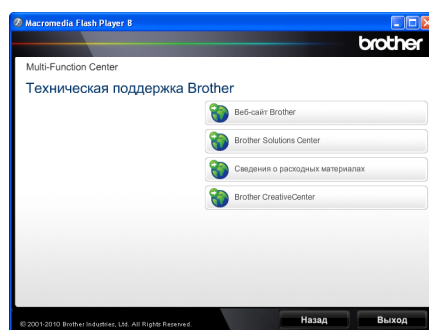 Macromedia Flash Player 8
brother
Multi-Function Center
Техническая поддержка Brother
Веб-сайт Brother
Brother Solutions Center
Сведения о расходных материалах
Brother CreativeCenter
© 2001-2010 Brother Industries, Ltd. All Rights Reserved.
Назад Выход